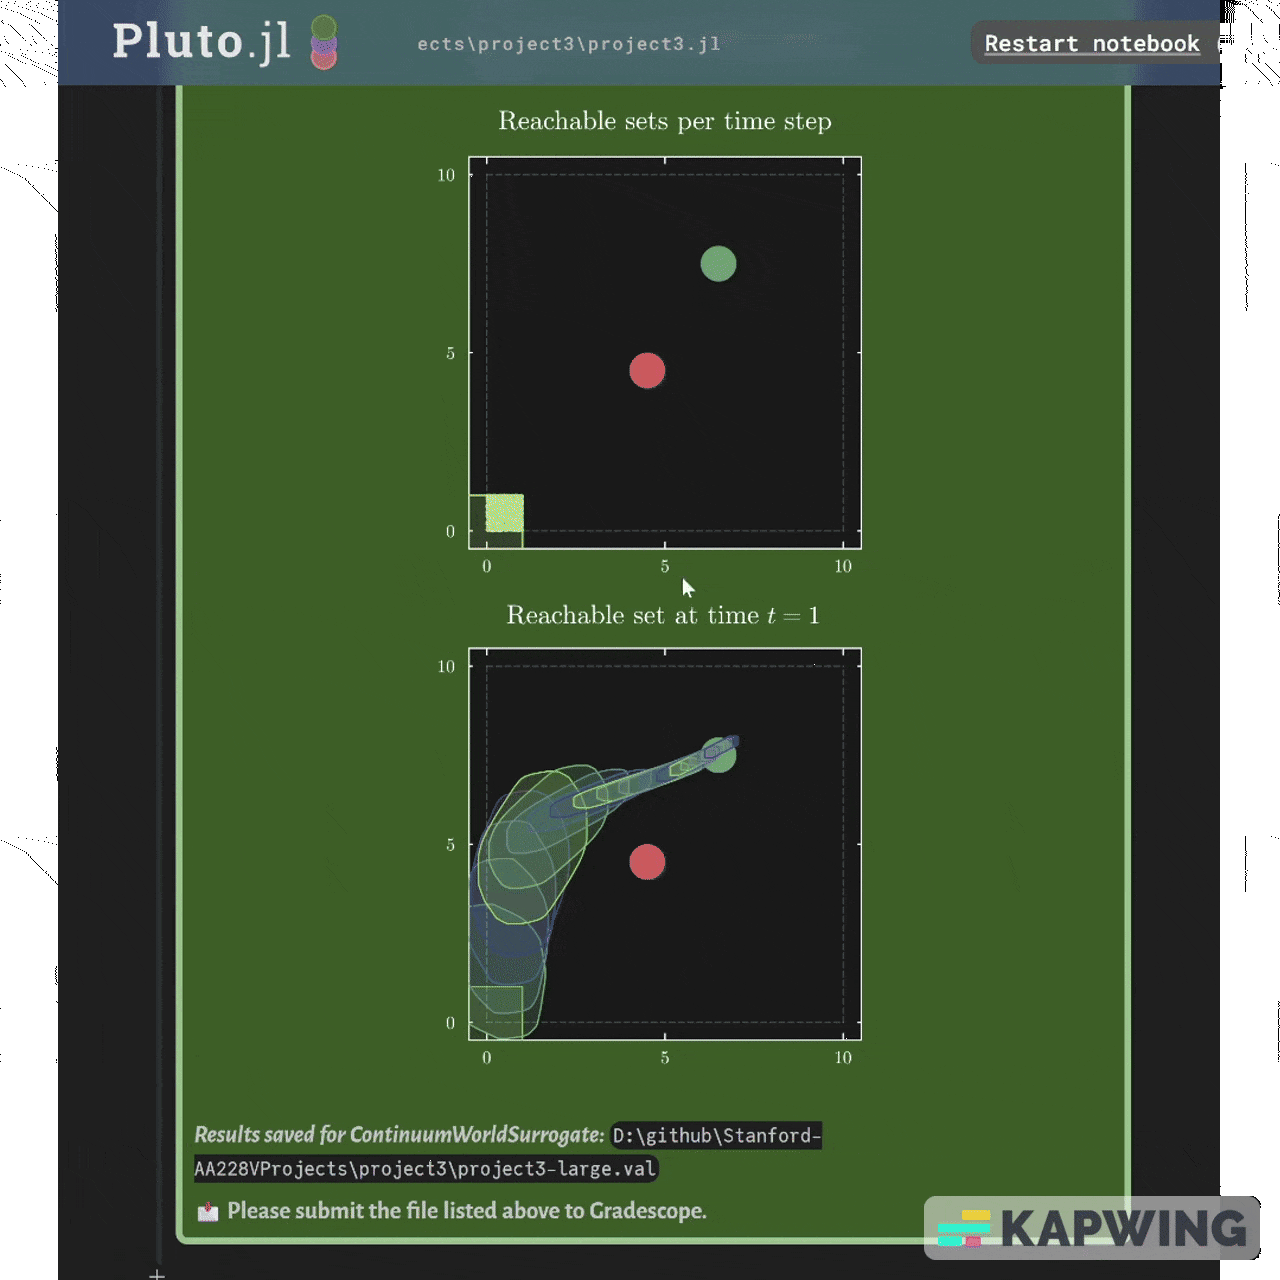 Pluto.jl
ects\project3\project3.jl
Restart notebook
Reachable sets per time step
10
5
0
0 5 10
Reachable set at time t = 1
10
5
0
0 5 10
Results saved for ContinuumWorldSurrogate: D:\github\Stanford-
AA228VProjects\project3\project3-large.val
Please submit the file listed above to Gradescope.
KAPWING